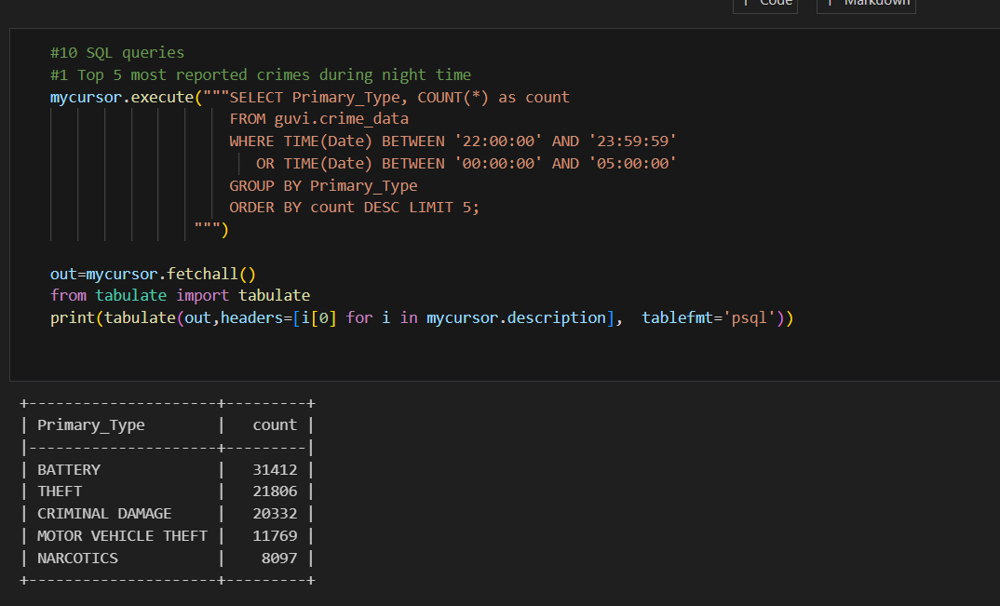 + Code
+ Markdown
#10 SQL queries
#1 Top 5 most reported crimes during night time
mycursor.execute("""SELECT Primary_Type, COUNT(*) as count
FROM guvi.crime_data
WHERE TIME(Date) BETWEEN '22:00:00' AND '23:59:59'
OR TIME(Date) BETWEEN '00:00:00' AND '05:00:00'
GROUP BY Primary_Type
ORDER BY count DESC LIMIT 5;
""")
out=mycursor.fetchall()
from tabulate import tabulate
print(tabulate(out,headers=[i[0] for i in mycursor.description],  tablefmt='psql'))
+---------------------+---------+
| Primary_Type        |   count |
|---------------------+---------|
| BATTERY             |   31412 |
| THEFT               |   21806 |
| CRIMINAL DAMAGE     |   20332 |
| MOTOR VEHICLE THEFT |   11769 |
| NARCOTICS           |    8097 |
+---------------------+---------+